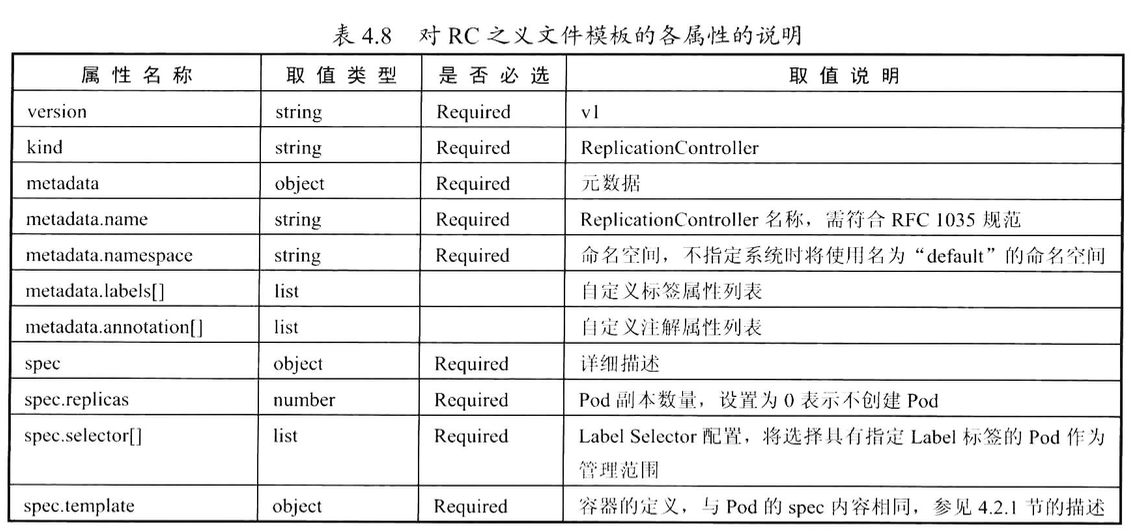 表 4.8 对 RC 之义文件模板的各属性的说明
属性名称 取值类型 是否必选 取值说明
version string Required v1
kind string Required ReplicationController
metadata object Required 元数据
metadata.name string Required ReplicationController 名称，需符合 RFC 1035 规范
metadata.namespace string Required 命名空间，不指定系统时将使用名为“default”的命名空间
metadata.labels[] list 自定义标签属性列表
metadata.annotation[] list 自定义注解属性列表
spec object Required 详细描述
spec.replicas number Required Pod 副本数量，设置为 0 表示不创建 Pod
spec.selector[] list Required Label Selector 配置，将选择具有指定 Label 标签的 Pod 作为
管理范围
spec.template object Required 容器的定义，与 Pod 的 spec 内容相同，参见 4.2.1 节的描述